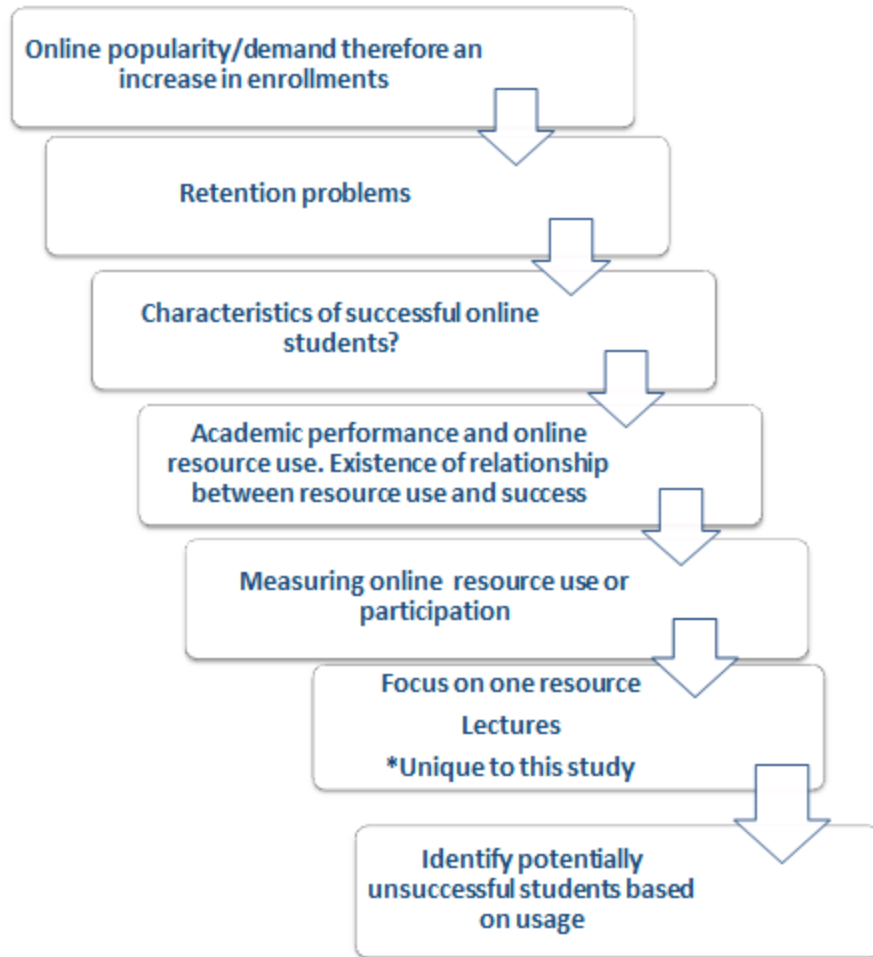 Online popularity/demand therefore an
increase in enrollments
Retention problems
Characteristics of successful online
students?
Academic performance and online
resource use. Existence of relationship
between resource use and success
Measuring online  resource use or
participation
Focus on one resource
Lectures
*Unique to this study
Identify potentially
unsuccessful students based
on usage